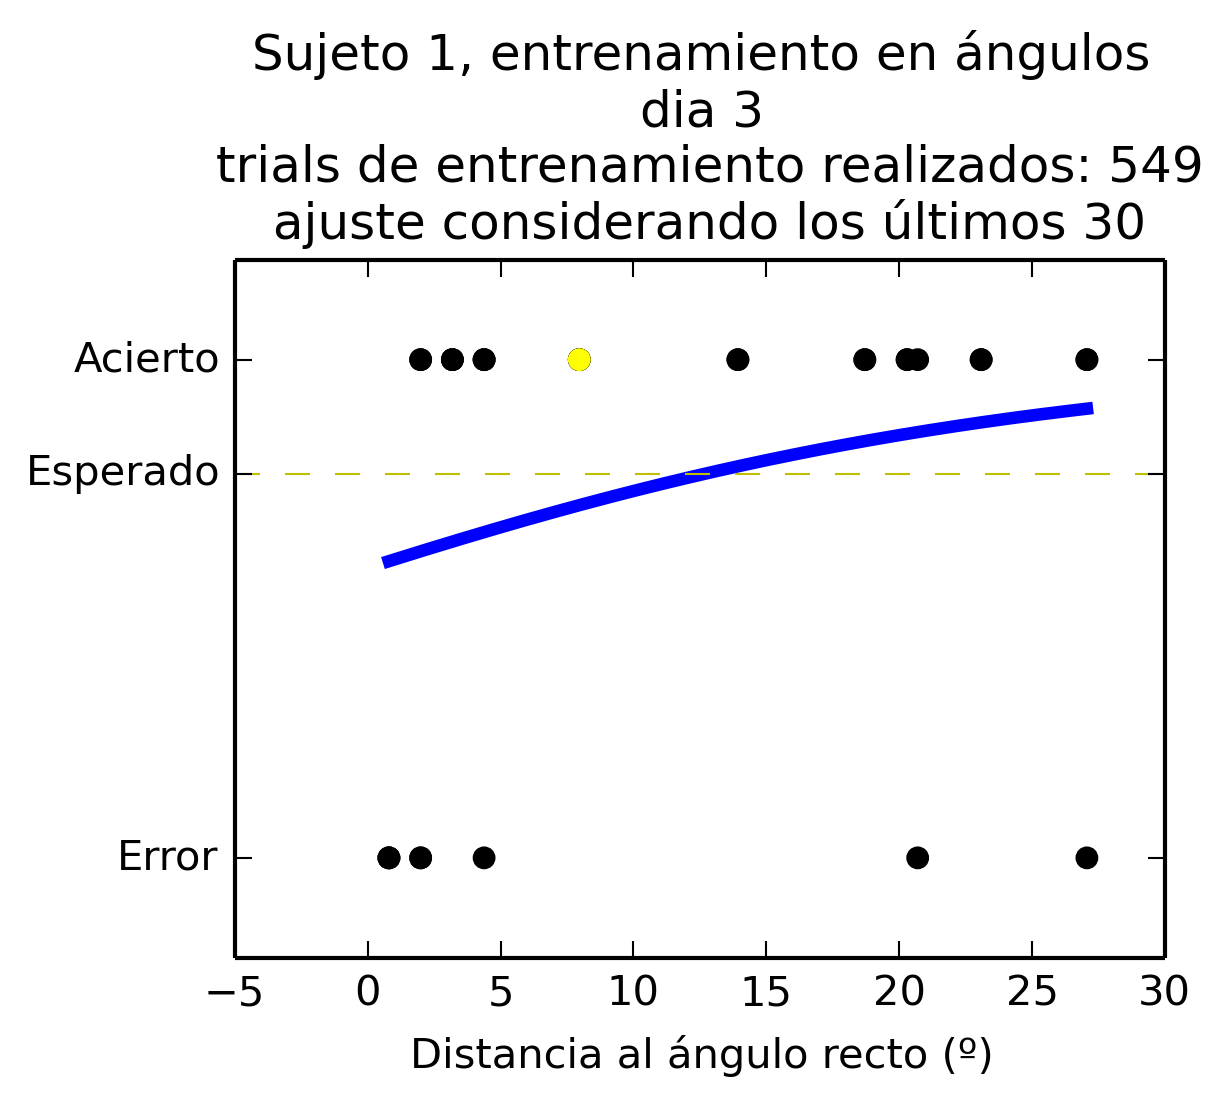 Sujeto 1, entrenamiento en ángulos
dia 3
trials de entrenamiento realizados: 549
ajuste considerando los últimos 30
Acierto
Esperado
Error
−5 0 5 10 15 20 25 30
Distancia al ángulo recto (º)